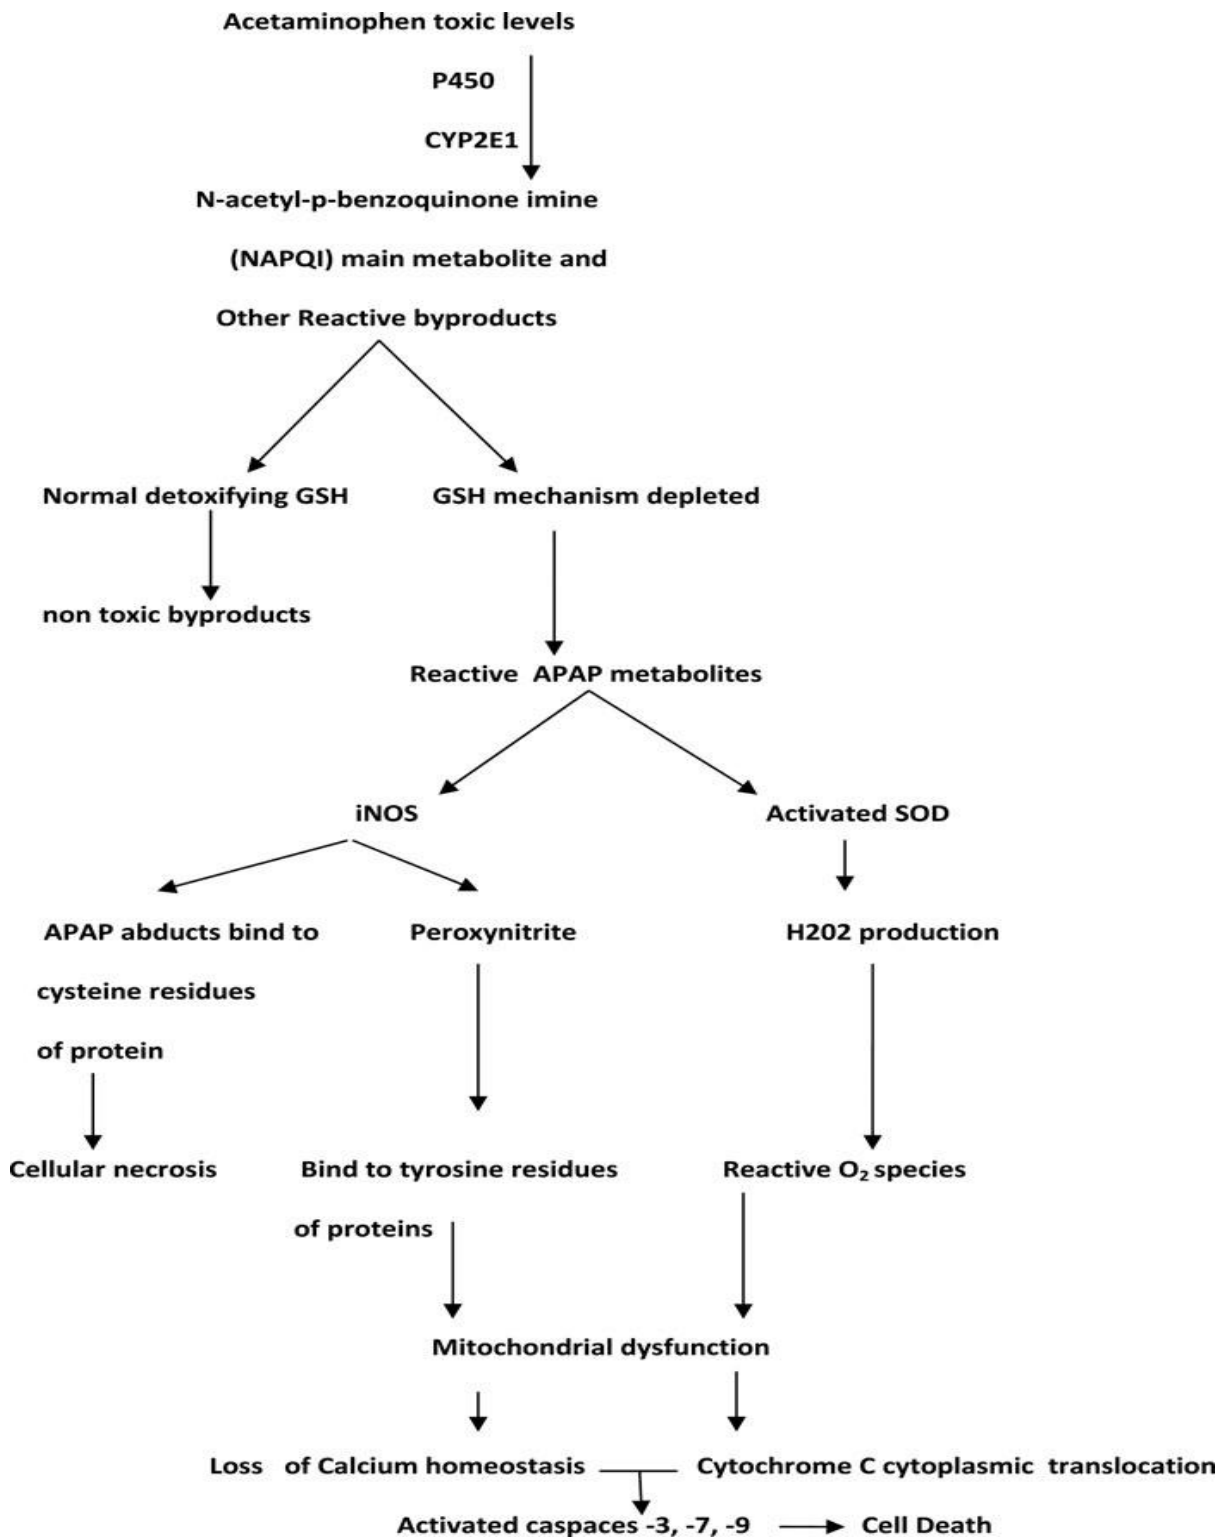 Acetaminophen toxic levels
P450
CYP2E1
N-acetyl-p-benzoquinone imine
(NAPQI) main metabolite and
Other Reactive byproducts
Normal detoxifying GSH
GSH mechanism depleted
non toxic byproducts
Reactive APAP metabolites
iNOS
Activated SOD
APAP abducts bind to
cysteine residues
of protein
Peroxynitrite
H202 production
Cellular necrosis
Bind to tyrosine residues
of proteins
Reactive O₂ species
Mitochondrial dysfunction
Loss of Calcium homeostasis
Cytochrome C cytoplasmic translocation
Activated caspaces -3, -7, -9
Cell Death